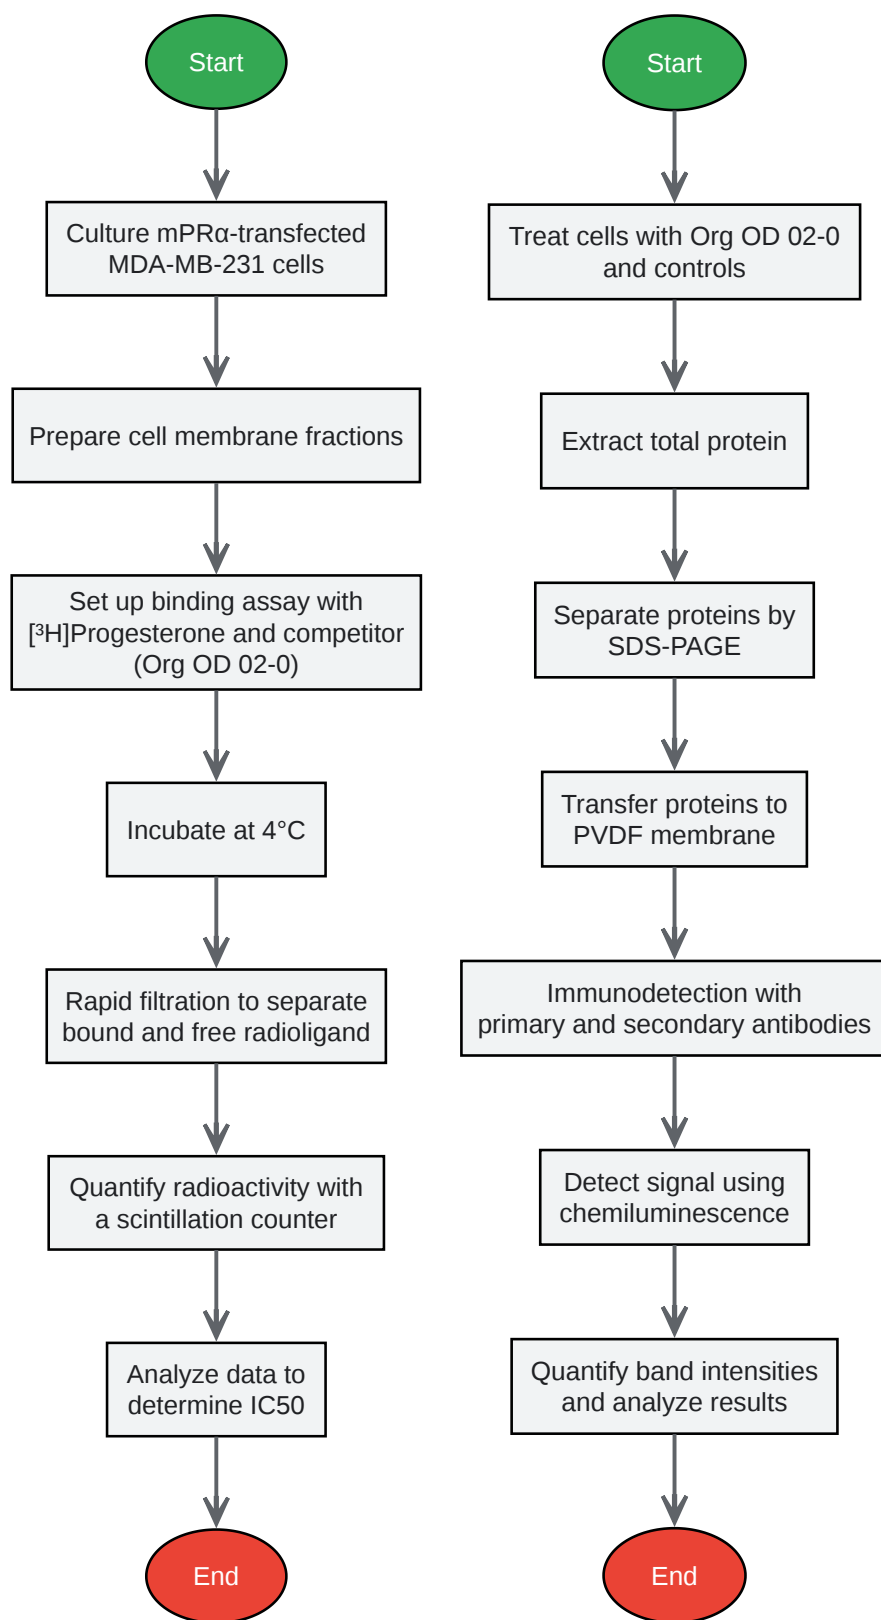 Start
Culture mPRα-transfected
MDA-MB-231 cells
Prepare cell membrane fractions
Set up binding assay with
[³H]Progesterone and competitor
(Org OD 02-0)
Incubate at 4°C
Rapid filtration to separate
bound and free radioligand
Quantify radioactivity with
a scintillation counter
Analyze data to
determine IC50
End
Start
Treat cells with Org OD 02-0
and controls
Extract total protein
Separate proteins by
SDS-PAGE
Transfer proteins to
PVDF membrane
Immunodetection with
primary and secondary antibodies
Detect signal using
chemiluminescence
Quantify band intensities
and analyze results
End